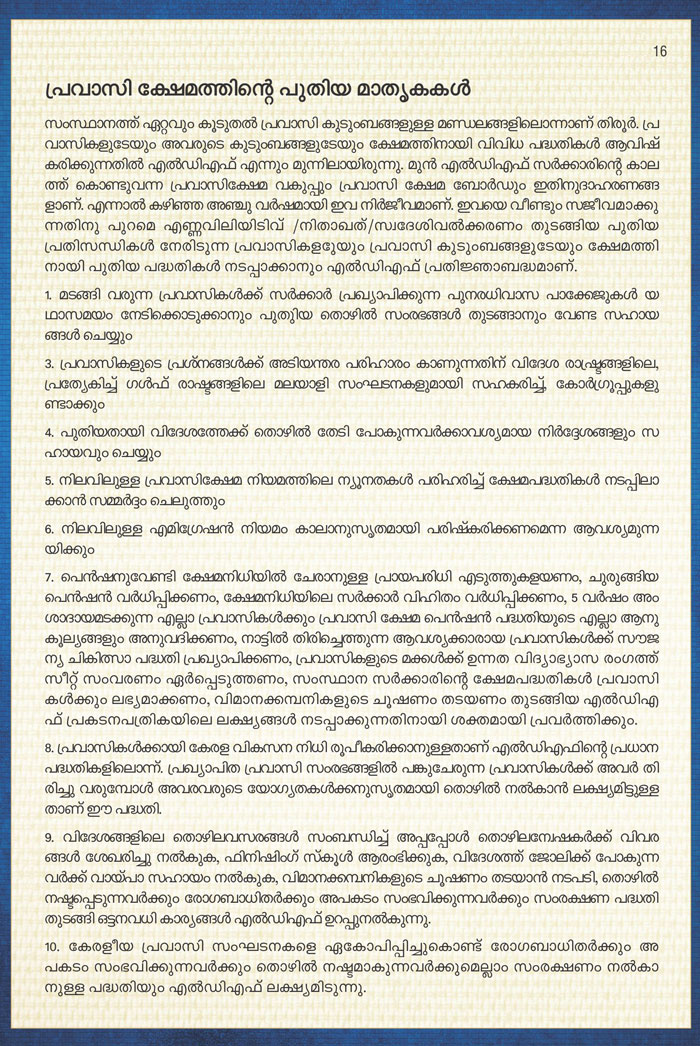 16
പ്രവാസി ക്ഷേമത്തിന്റെ പുതിയ മാതൃകകൾ
സംസ്ഥാനത്ത് ഏറ്റവും കൂടുതൽ പ്രവാസി കുടുംബങ്ങളുള്ള മണ്ഡലങ്ങളിലൊന്നാണ് തിരൂർ. പ്ര
വാസികളുടേയും അവരുടെ കുടുംബങ്ങളുടേയും ക്ഷേമത്തിനായി വിവിധ പദ്ധതികൾ ആവിഷ്
കരിക്കുന്നതിൽ എൽഡിഎഫ് എന്നും മുന്നിലായിരുന്നു. മുൻ എൽഡിഎഫ് സർക്കാരിന്റെ കാല
ത്ത് കൊണ്ടുവന്ന പ്രവാസിക്ഷേമ വകുപ്പും പ്രവാസി ക്ഷേമ ബോർഡും ഇതിനുദാഹരണങ്ങ
ളാണ്. എന്നാൽ കഴിഞ്ഞ അഞ്ചു വർഷമായി ഇവ നിർജീവമാണ്. ഇവയെ വീണ്ടും സജീവമാക്കു
ന്നതിനു പുറമെ എണ്ണവിലിയിടിവ് /നിതാഖത്/സ്വദേശിവൽക്കരണം തുടങ്ങിയ പുതിയ
പ്രതിസന്ധികൾ നേരിടുന്ന പ്രവാസികളുേയും പ്രവാസി കുടുംബങ്ങളുടേയും ക്ഷേമത്തി
നായി പുതിയ പദ്ധതികൾ നടപ്പാക്കാനും എൽഡിഎഫ് പ്രതിജ്ഞാബദ്ധമാണ്.
1. മടങ്ങി വരുന്ന പ്രവാസികൾക്ക് സർക്കാർ പ്രഖ്യാപിക്കുന്ന പുനരധിവാസ പാക്കേജുകൾ യ
ഥാസമയം നേടിക്കൊടുക്കാനും പുതുിയ തൊഴിൽ സംരഭങ്ങൾ തുടങ്ങാനും വേണ്ട സഹായ
ങ്ങൾ ചെയ്യും
3. പ്രവാസികളുടെ പ്രശ്നങ്ങൾക്ക് അടിയന്തര പരിഹാരം കാണുന്നതിന് വിദേശ രാഷ്ട്രങ്ങളിലെ,
പ്രത്യേകിച്ച് ഗൾഫ് രാഷ്ട്രങ്ങളിലെ മലയാളി സംഘടനകളുമായി സഹകരിച്ച്, കോർഗ്രൂപ്പുകളു
ണ്ടാക്കും
4. പുതിയതായി വിദേശത്തേക്ക് തൊഴിൽ തേടി പോകുന്നവർക്കാവശ്യമായ നിർദ്ദേശങ്ങളും സ
ഹായവും ചെയ്യും
5. നിലവിലുള്ള പ്രവാസിക്ഷേമ നിയമത്തിലെ ന്യൂനതകൾ പരിഹരിച്ച് ക്ഷേമപദ്ധതികൾ നടപ്പിലാ
ക്കാൻ സമ്മർദ്ദം ചെലുത്തും
6. നിലവിലുള്ള എമിഗ്രേഷൻ നിയമം കാലാനുസൃതമായി പരിഷ്കരിക്കണമെന്ന ആവശ്യമുന്ന
യിക്കും
7. പെൻഷനുവേണ്ടി ക്ഷേമനിധിയിൽ ചേരാനുള്ള പ്രായപരിധി എടുത്തുകളയണം, ചുരുങ്ങിയ
പെൻഷൻ വർധിപ്പിക്കണം, ക്ഷേമനിധിയിലെ സർക്കാർ വിഹിതം വർധിപ്പിക്കണം, 5 വർഷം അം
ശാദായമടക്കുന്ന എല്ലാ പ്രവാസികൾക്കും പ്രവാസി ക്ഷേമ പെൻഷൻ പദ്ധതിയുടെ എല്ലാ ആനു
കൂല്യങ്ങളും അനുവദിക്കണം, നാട്ടിൽ തിരിച്ചെത്തുന്ന ആവശ്യക്കാരായ പ്രവാസികൾക്ക് സൗജ
ന്യ ചികിത്സാ പദ്ധതി പ്രഖ്യാപിക്കണം, പ്രവാസികളുടെ മക്കൾക്ക് ഉന്നത വിദ്യാഭ്യാസ രംഗത്ത്
സീറ്റ് സംവരണം ഏർപ്പെടുത്തണം, സംസ്ഥാന സർക്കാരിന്റെ ക്ഷേമപദ്ധതികൾ പ്രവാസി
കൾക്കും ലഭ്യമാക്കണം, വിമാനക്കമ്പനികളുടെ ചൂഷണം തടയണം തുടങ്ങിയ എൽഡിഎ
ഫ് പ്രകടനപത്രികയിലെ ലക്ഷ്യങ്ങൾ നടപ്പാക്കുന്നതിനായി ശക്തമായി പ്രവർത്തിക്കും.
8. പ്രവാസികൾക്കായി കേരള വികസന നിധി രൂപീകരിക്കാനുള്ളതാണ് എൽഡിഎഫിന്റെ പ്രധാന
പദ്ധതികളിലൊന്ന്. പ്രഖ്യാപിത പ്രവാസി സംരഭങ്ങളിൽ പങ്കുചേരുന്ന പ്രവാസികൾക്ക് അവർ തി
രിച്ചു വരുമ്പോൾ അവരവരുടെ യോഗ്യതകൾക്കനുസൃതമായി തൊഴിൽ നൽകാൻ ലക്ഷ്യമിട്ടുള്ള
താണ് ഈ പദ്ധതി.
9. വിദേശങ്ങളിലെ തൊഴിലവസരങ്ങൾ സംബന്ധിച്ച് അപ്പപ്പോൾ തൊഴിലന്വേഷകർക്ക് വിവര
ങ്ങൾ ശേഖരിച്ചു നൽകുക, ഫിനിഷിംഗ് സ്കൂൾ ആരംഭിക്കുക, വിദേശത്ത് ജോലിക്ക് പോകുന്ന
വർക്ക് വായ്പാ സഹായം നൽകുക, വിമാനക്കമ്പനികളുടെ ചൂഷണം തടയാൻ നടപടി, തൊഴിൽ
നഷ്ടപ്പെടുന്നവർക്കും രോഗബാധിതർക്കും അപകടം സംഭവിക്കുന്നവർക്കും സംരക്ഷണ പദ്ധതി
തുടങ്ങി ഒട്ടനവധി കാര്യങ്ങൾ എൽഡിഎഫ് ഉറപ്പുനൽകുന്നു.
10. കേരളീയ പ്രവാസി സംഘടനകളെ ഏകോപിപ്പിച്ചുകൊണ്ട് രോഗബാധിതർക്കും അ
പകടം സംഭവിക്കുന്നവർക്കും തൊഴിൽ നഷ്ടമാകുന്നവർക്കുമെല്ലാം സംരക്ഷണം നൽകാ
നുള്ള പദ്ധതിയും എൽഡിഎഫ് ലക്ഷ്യമിടുന്നു.